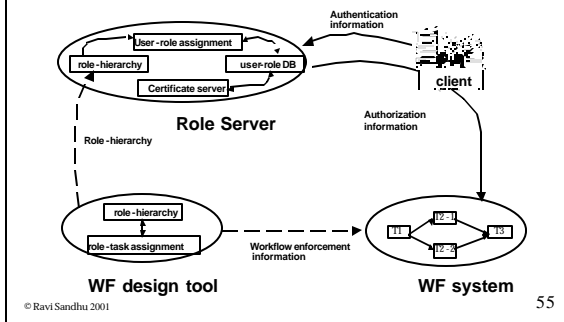 Authentication
information
User-role assignment
role-hierarchy
user-role DB
Certificate server
client
Role Server
Authorization
information
Role-hierarchy
role-hierarchy
role-task assignment
T1
T2-1
T2-2
T3
Workflow enforcement
information
WF design tool
WF system
© Ravi Sandhu 2001
55